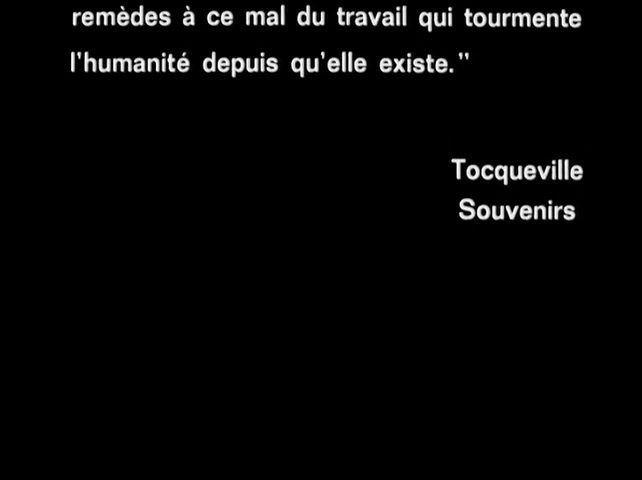 remèdes à ce mal du travail qui tourmente
l'humanité depuis qu'elle existe."
Tocqueville
Souvenirs